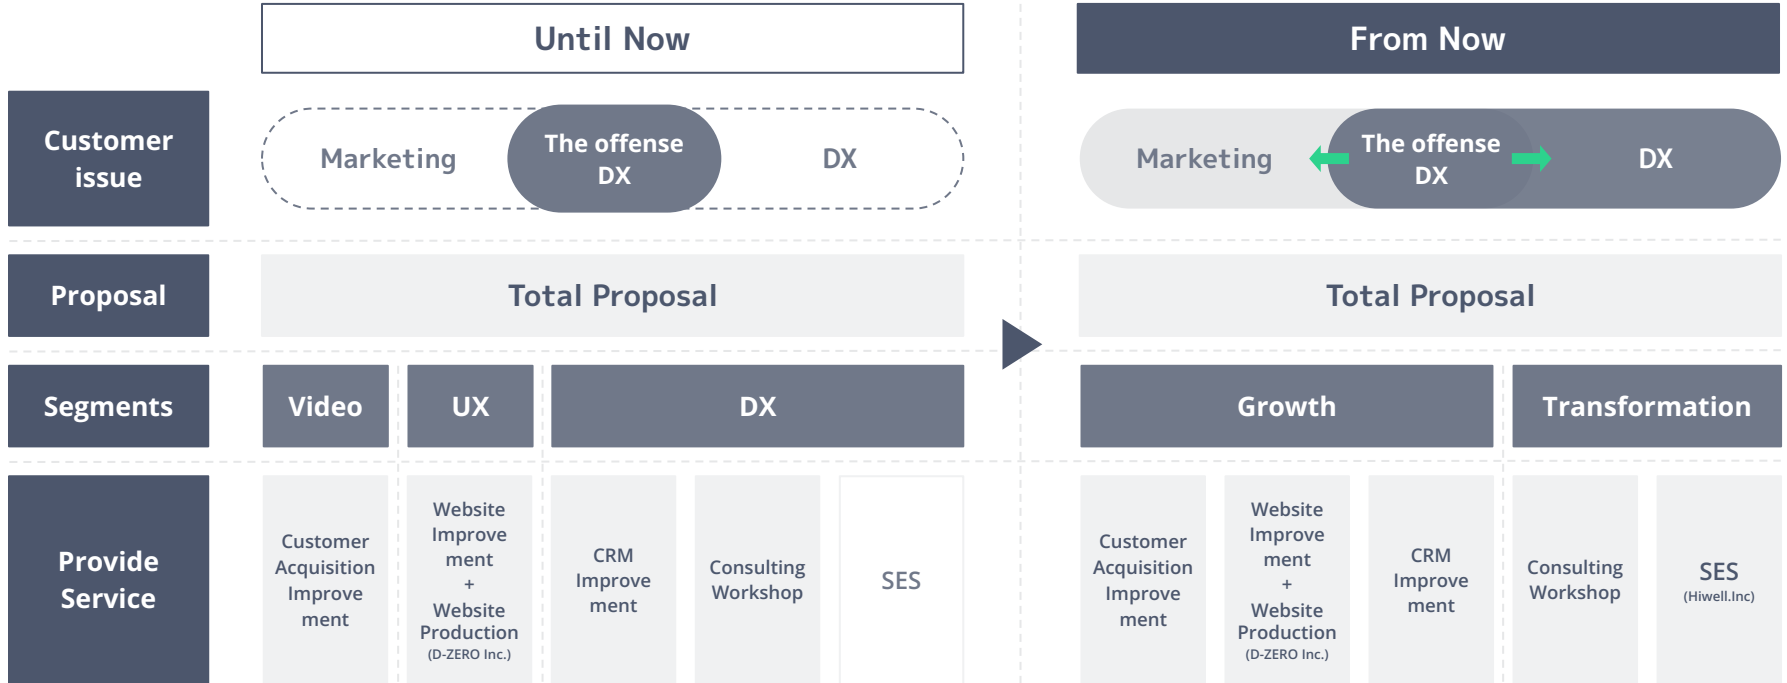 Until Now
From Now
Customer
issue
Marketing
The offense
DX
DX
Marketing
The offense
DX
DX
Proposal
Total Proposal
Total Proposal
Segments
Video
UX
DX
Growth
Transformation
Provide
Service
Customer
Acquisition
Improve
ment
Website
Improve
ment
+
Website
Production
(D-ZERO Inc.)
CRM
Improve
ment
Consulting
Workshop
SES
Customer
Acquisition
Improve
ment
Website
Improve
ment
+
Website
Production
(D-ZERO Inc.)
CRM
Improve
ment
Consulting
Workshop
SES
(Hiwell.Inc)